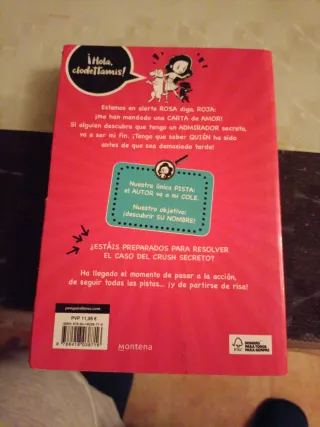 ¡Hola,
clodettamis!
Estamos en alerta ROSA digo, ROJA:
¡me han mandado una CARTA de AMOR!
Si alguien descubre que tengo un ADMIRADOR secreto,
va a ser mi fin. ¡Tengo que saber QUIÉN ha sido
antes de que sea demasiado tarde!
Nuestra única PISTA:
el AUTOR va a mi COLE.
Nuestro objetivo:
¡descubrir SU NOMBRE!
¿ESTÁIS PREPARADOS PARA RESOLVER
EL CASO DEL CRUSH SECRETO?
Ha llegado el momento de pasar a la acción,
de seguir todas las pistas... ¡y de partirse de risa!
PVP 11,95 €
montena
FSC